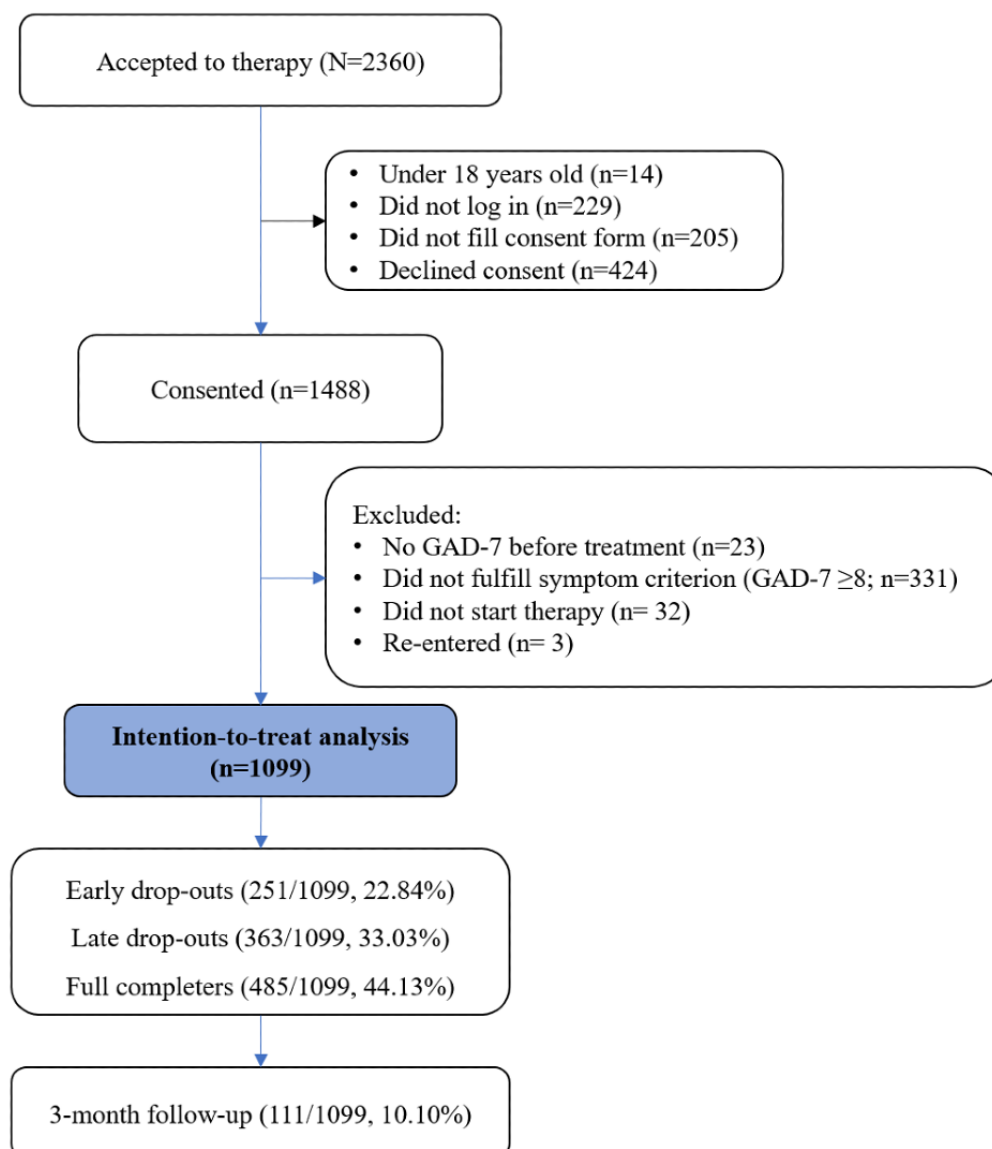 Accepted to therapy (N=2360)
• Under 18 years old (n=14)
• Did not log in (n=229)
• Did not fill consent form (n=205)
• Declined consent (n=424)
Consented (n=1488)
Excluded:
• No GAD-7 before treatment (n=23)
• Did not fulfill symptom criterion (GAD-7 ≥8; n=331)
• Did not start therapy (n= 32)
• Re-entered (n= 3)
Intention-to-treat analysis
(n=1099)
Early drop-outs (251/1099, 22.84%)
Late drop-outs (363/1099, 33.03%)
Full completers (485/1099, 44.13%)
3-month follow-up (111/1099, 10.10%)